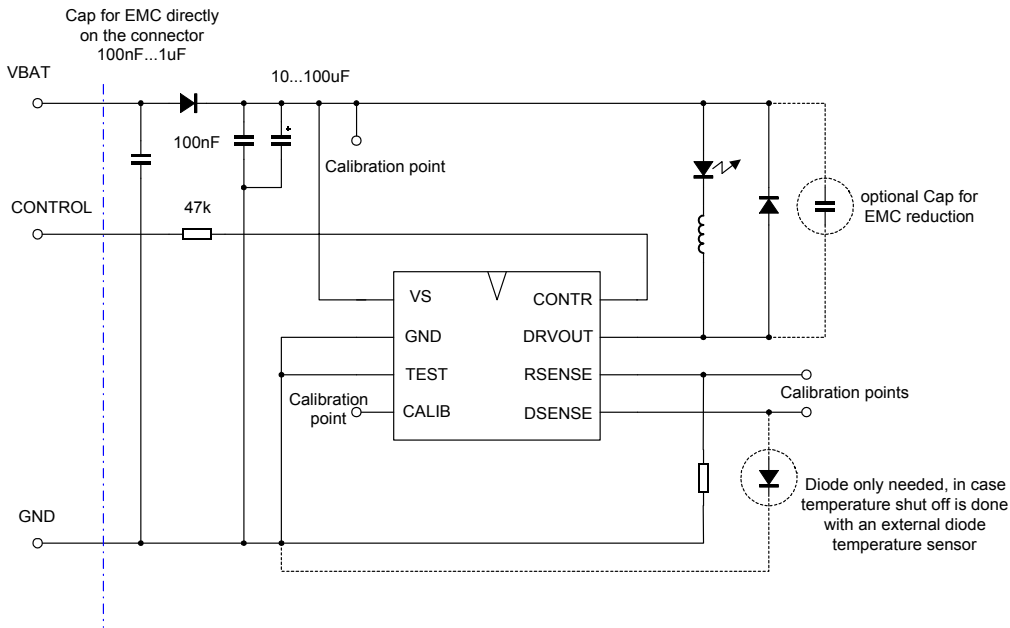 Cap for EMC directly
on the connector
100nF...1uF
VBAT
10...100uF
100nF
+
Calibration point
CONTROL
47k
optional Cap for
EMC reduction
VS
CONTR
GND
DRVOUT
TEST
RSENSE
Calibration
point
CALIB
DSENSE
Calibration points
GND
Diode only needed, in case
temperature shut off is done
with an external diode
temperature sensor